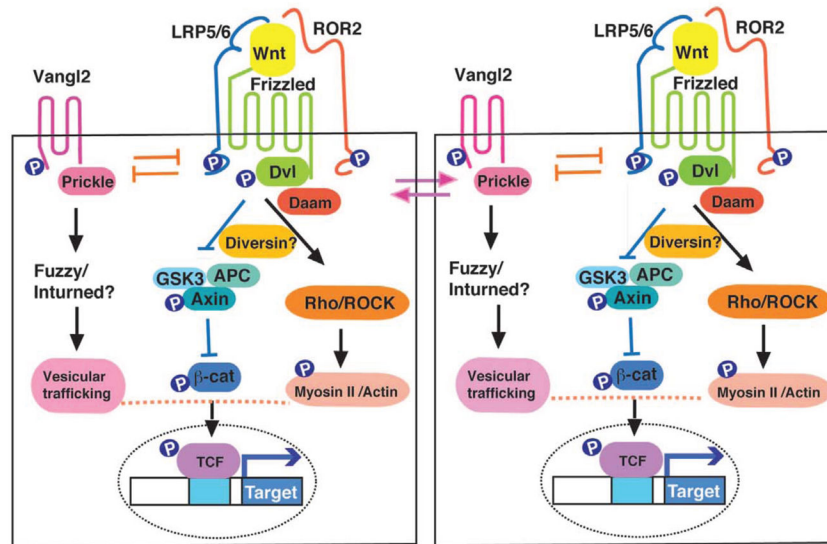 LRP5/6
ROR2
Wnt
Vangl2
Frizzled
P
P
P
Prickle
P
Dvl
Daam
Diversin?
Fuzzy/
Inturned?
GSK3
APC
P
Axin
Rho/ROCK
Vesicular
trafficking
P
β-cat
P
Myosin II/Actin
P
TCF
Target
LRP5/6
ROR2
Wnt
Vangl2
Frizzled
P
P
P
Prickle
P
Dvl
Daam
Diversin?
Fuzzy/
Inturned?
GSK3
APC
P
Axin
Rho/ROCK
Vesicular
trafficking
P
β-cat
P
Myosin II/Actin
P
TCF
Target